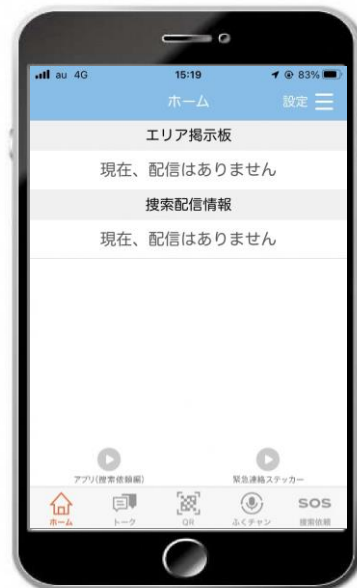 au 4G 15:19 83%
ホーム 設定
エリア掲示板
現在、配信はありません
捜索配信情報
現在、配信はありません
アプリ(捜索依頼編) 緊急連絡ステッカー
ホーム トーク QR ふくチャン SOS 捜索依頼